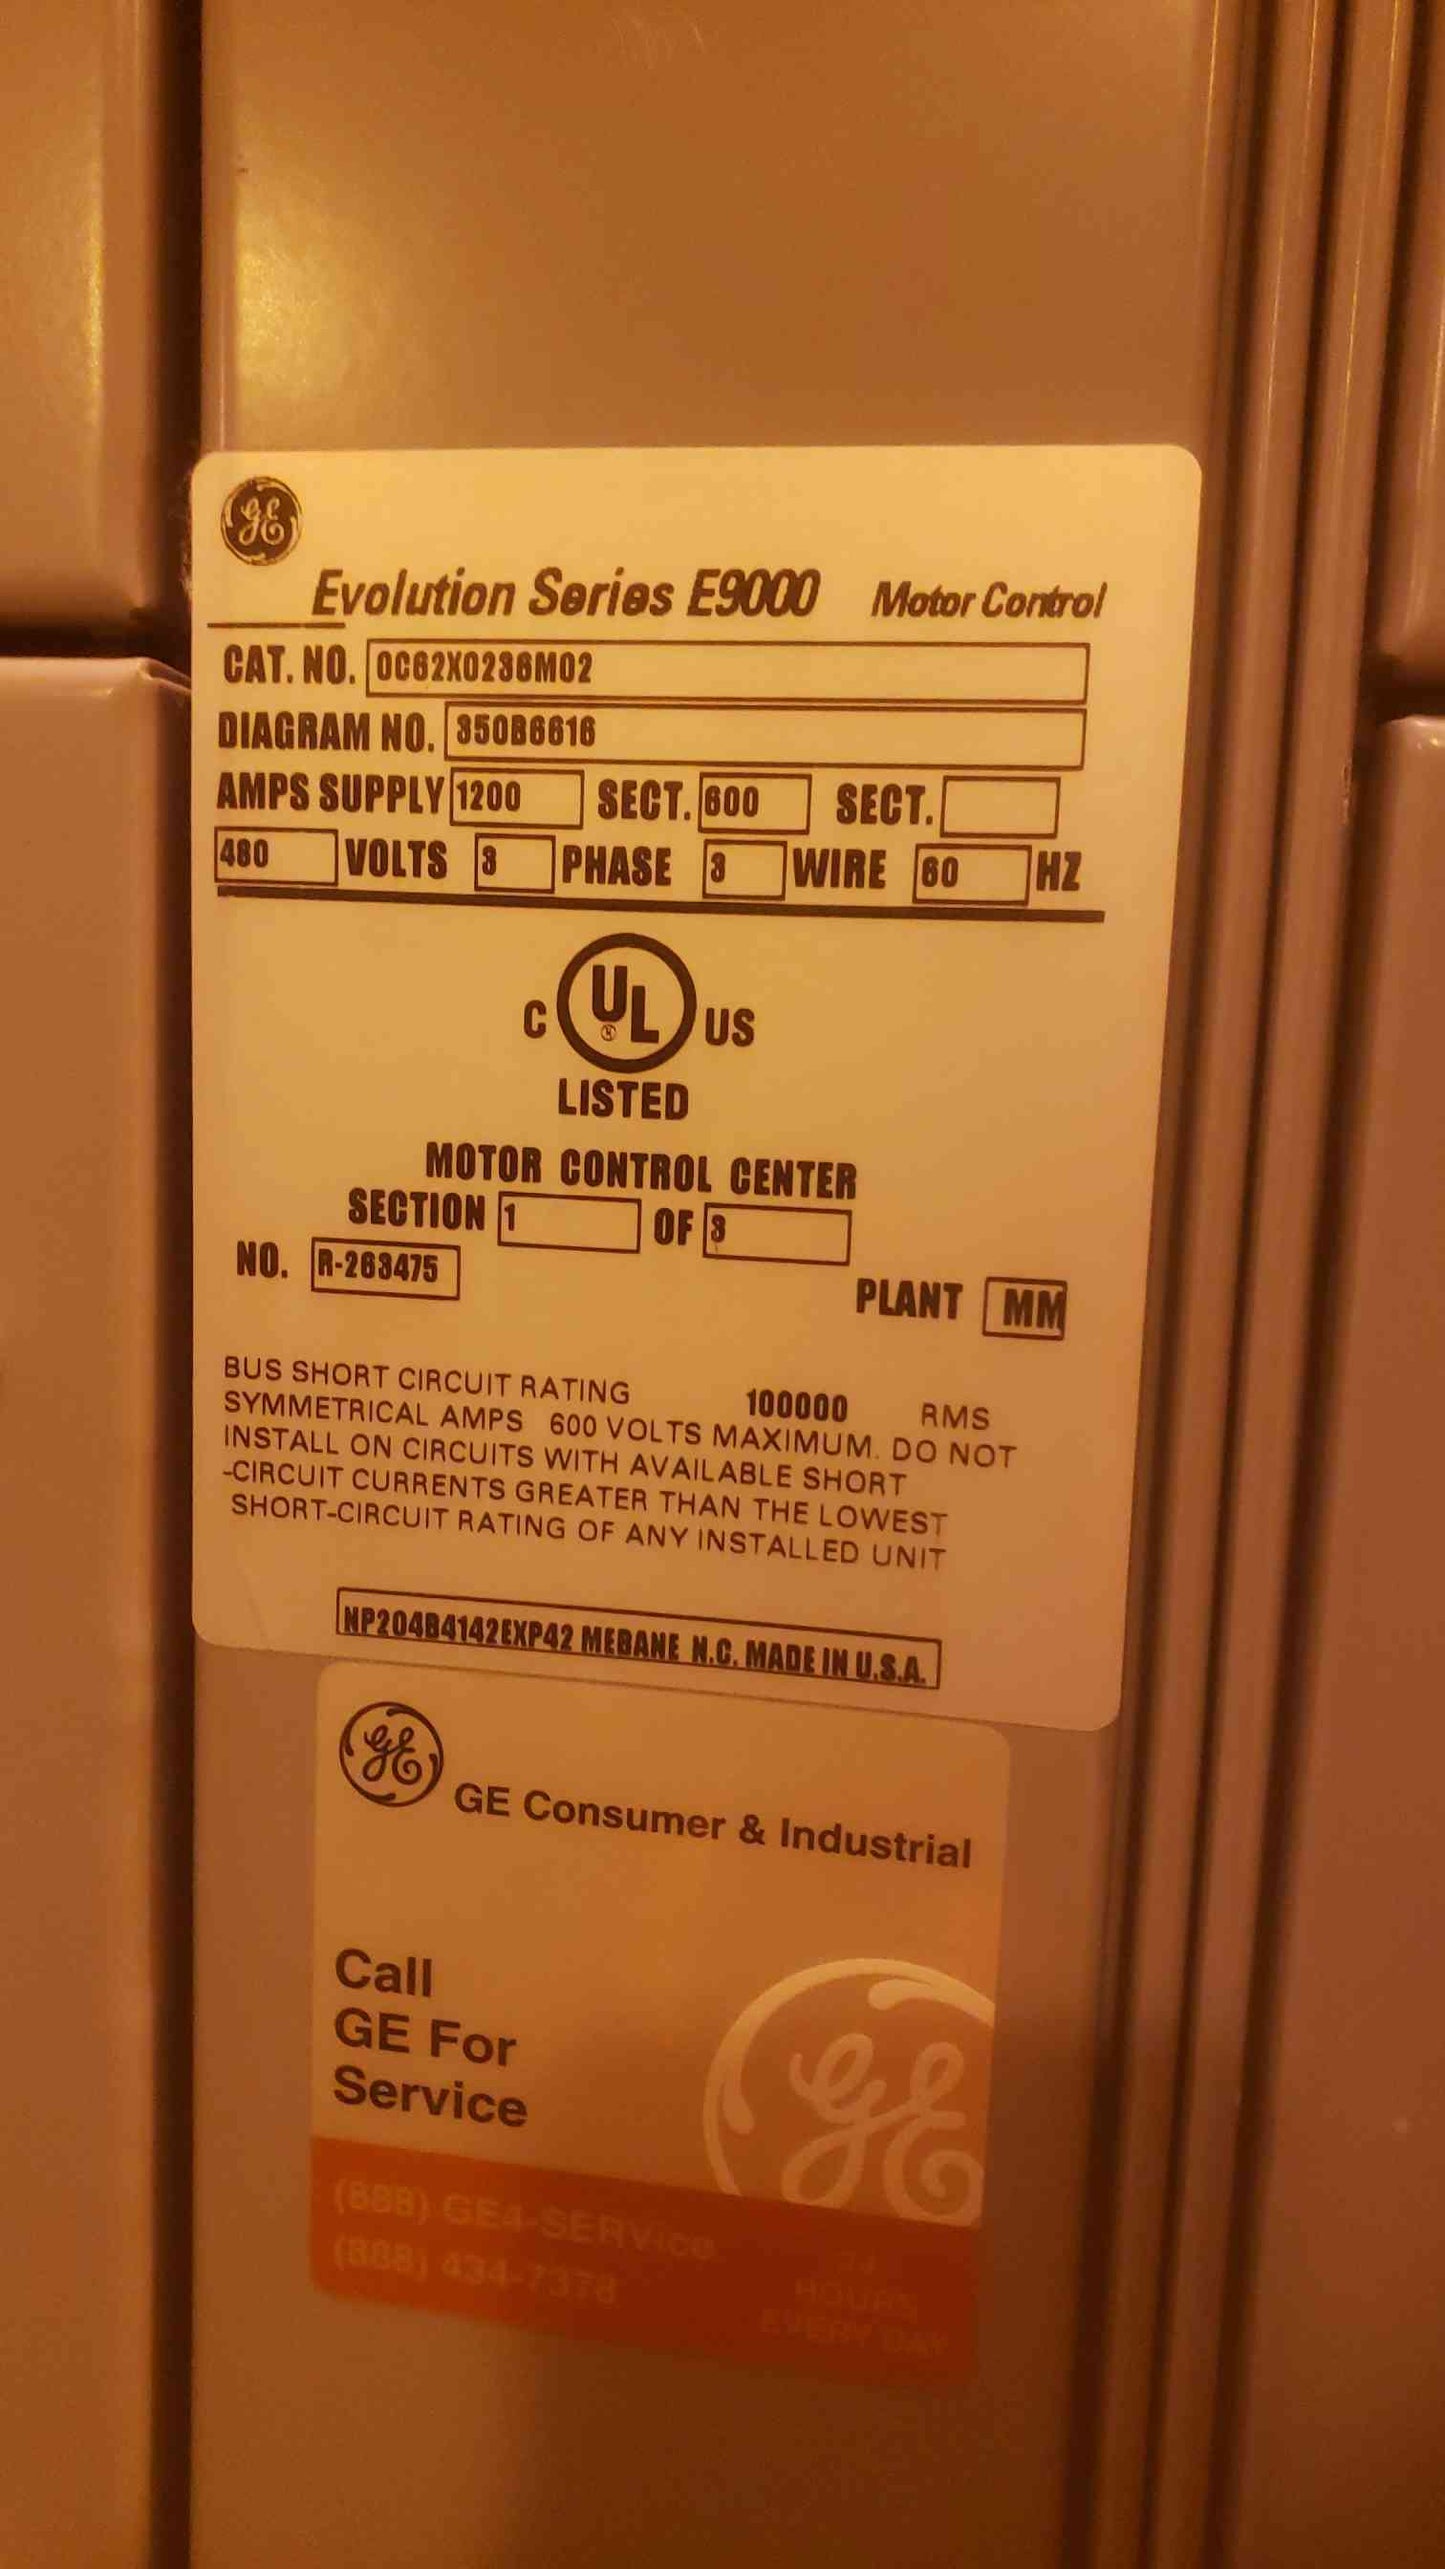 GE
Evolution Series E9000 Motor Control
CAT. NO. 0C62X0236M02
DIAGRAM NO. 350B6616
AMPS SUPPLY 1200 SECT. 600 SECT.
480 VOLTS 3 PHASE 3 WIRE 60 HZ
C UL US
LISTED
MOTOR CONTROL CENTER
SECTION 1 OF 3
NO. R-263475
PLANT MM
BUS SHORT CIRCUIT RATING 100000 RMS
SYMMETRICAL AMPS 600 VOLTS MAXIMUM. DO NOT
INSTALL ON CIRCUITS WITH AVAILABLE SHORT
-CIRCUIT CURRENTS GREATER THAN THE LOWEST
SHORT-CIRCUIT RATING OF ANY INSTALLED UNIT
NP204B4142EXP42 MEBANE N.C. MADE IN U.S.A.
GE
GE Consumer & Industrial
Call
GE For
Service
GE
(888) GE4-SERVice
(888) 434-7378
24
HOURS
EVERY DAY